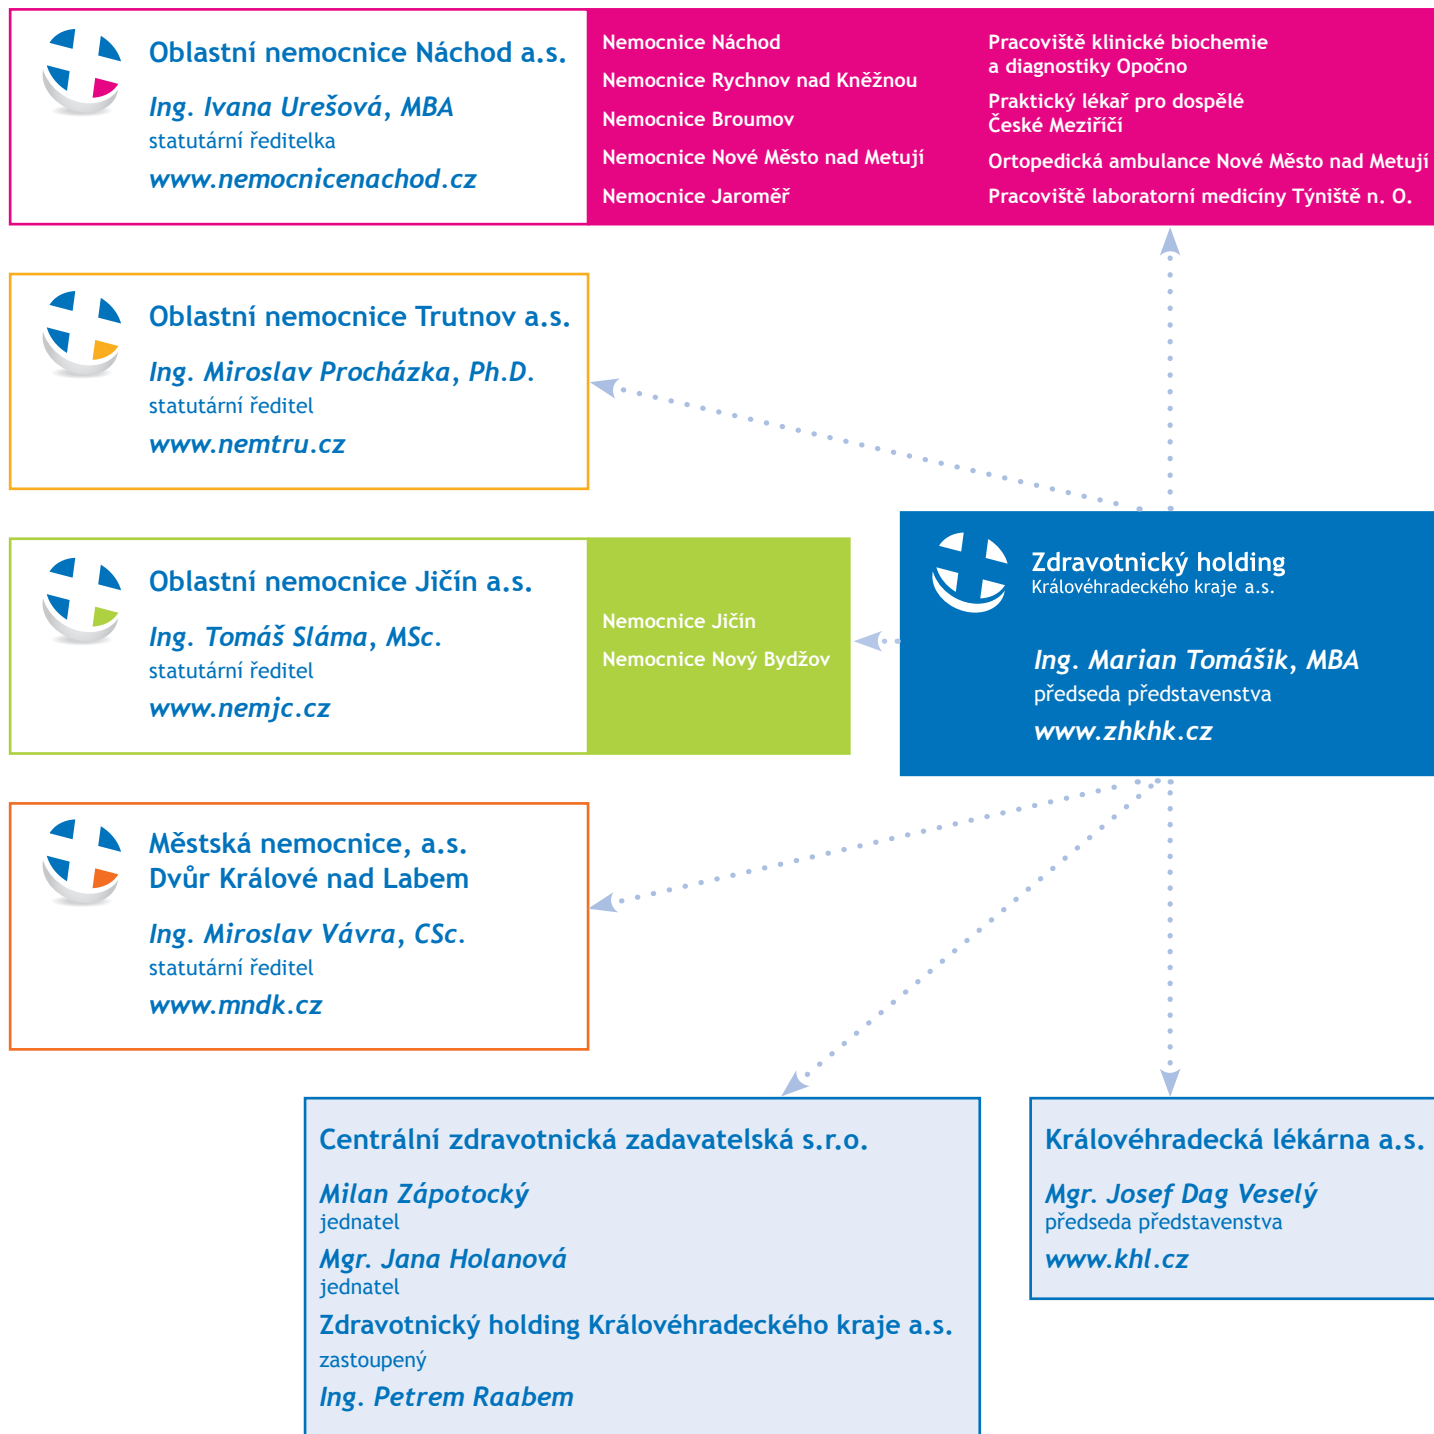 Oblastní nemocnice Náchod a.s.
Ing. Ivana Urešová, MBA
statutární ředitelka
www.nemocnicenachod.cz
Nemocnice Náchod
Nemocnice Rychnov nad Kněžnou
Nemocnice Broumov
Nemocnice Nové Město nad Metují
Nemocnice Jaroměř
Pracoviště klinické biochemie
a diagnostiky Opočno
Praktický lékař pro dospělé
České Meziříčí
Ortopedická ambulance Nové Město nad Metují
Pracoviště laboratorní medicíny Týniště n. O.
Oblastní nemocnice Trutnov a.s.
Ing. Miroslav Procházka, Ph.D.
statutární ředitel
www.nemtru.cz
Oblastní nemocnice Jičín a.s.
Ing. Tomáš Sláma, MSc.
statutární ředitel
www.nemjc.cz
Nemocnice Jičín
Nemocnice Nový Bydžov
Zdravotnický holding
Královéhradeckého kraje a.s.
Ing. Marian Tomášik, MBA
předseda představenstva
www.zhkhk.cz
Městská nemocnice, a.s.
Dvůr Králové nad Labem
Ing. Miroslav Vávra, CSc.
statutární ředitel
www.mndk.cz
Centrální zdravotnická zadavatelská s.r.o.
Milan Zápotocký
jednatel
Mgr. Jana Holanová
jednatel
Zdravotnický holding Královéhradeckého kraje a.s.
zastoupený
Ing. Petrem Raabem
Královéhradecká lékárna a.s.
Mgr. Josef Dag Veselý
předseda představenstva
www.khl.cz